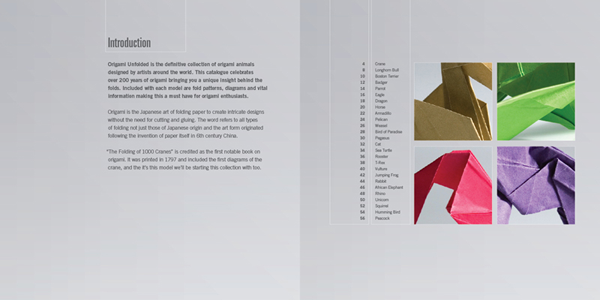 Introduction
Origami Unfolded is the definitive collection of origami animals
designed by artists around the world. This catalogue celebrates
over 200 years of origami bringing you a unique insight behind the
folds. Included with each model are fold patterns, diagrams and vital
information making this a must have for origami enthusiasts.
Origami is the Japanese art of folding paper to create intricate designs
without the need for cutting and gluing. The word refers to all types
of folding not just those of Japanese origin and the art form originated
following the invention of paper itself in 6th century China.
"The Folding of 1000 Cranes" is credited as the first notable book on
origami. It was printed in 1797 and included the first diagrams of the
crane, and the it's this model we'll be starting this collection with too.
4 Crane
8 Longhorn Bull
10 Boston Terrier
12 Badger
14 Parrot
16 Eagle
18 Dragon
20 Horse
22 Armadillo
24 Pelican
26 Weasel
28 Bird of Paradise
30 Pegasus
32 Cat
34 Sea Turtle
36 Rooster
38 T-Rex
40 Vulture
42 Jumping Frog
44 Rabbit
46 African Elephant
48 Rhino
50 Unicorn
52 Squirrel
54 Humming Bird
56 Peacock